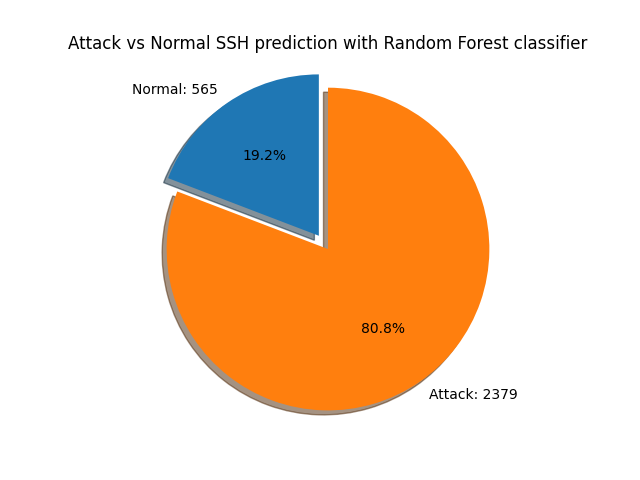 Attack vs Normal SSH prediction with Random Forest classifier
Normal: 565
19.2%
80.8%
Attack: 2379